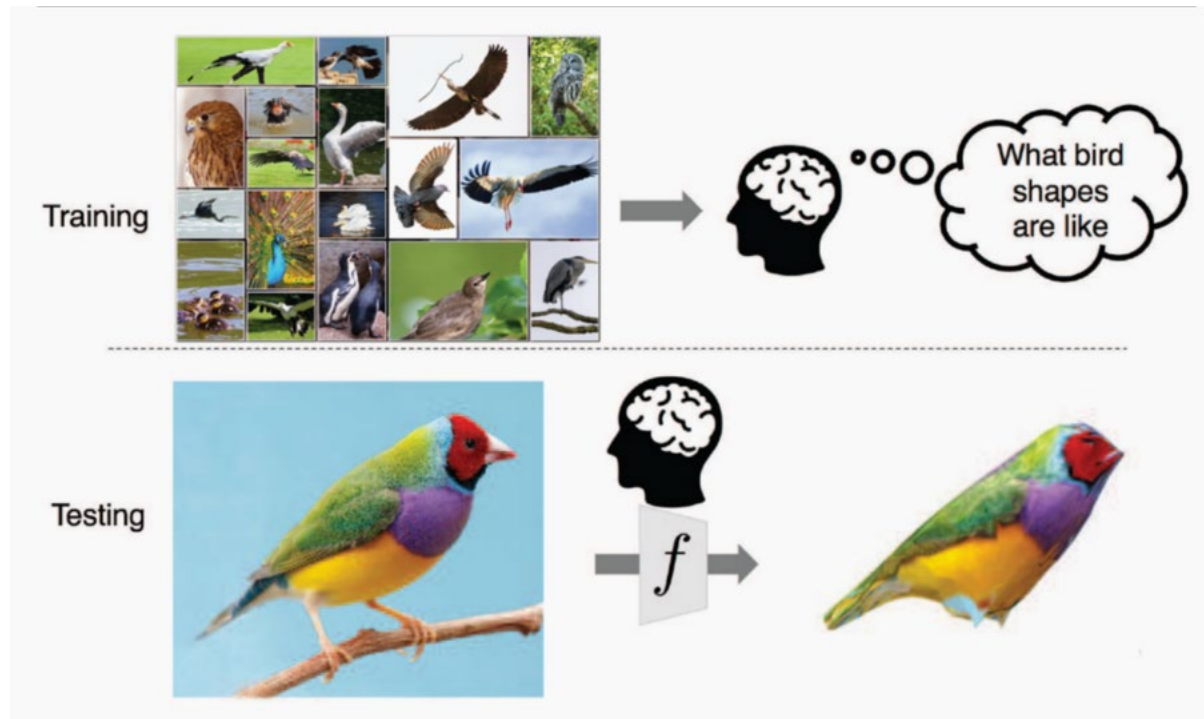 Training
What bird
shapes
are like
Testing
f